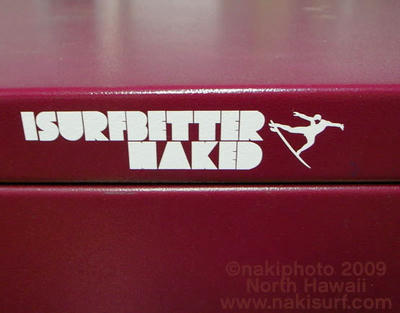 ISURFBETTER
NAKED
©nakiphoto 2009
North Hawaii
www.nakisurf.com